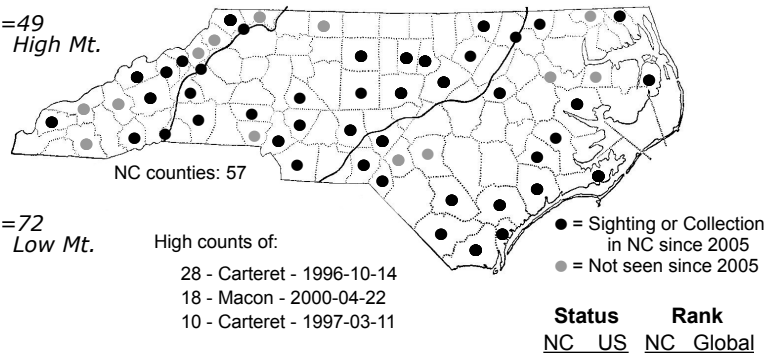 =49
High Mt.
NC counties: 57
=72
Low Mt.
High counts of:
28 - Carteret - 1996-10-14
18 - Macon - 2000-04-22
10 - Carteret - 1997-03-11
● = Sighting or Collection
in NC since 2005
● = Not seen since 2005
Status Rank
NC US NC Global